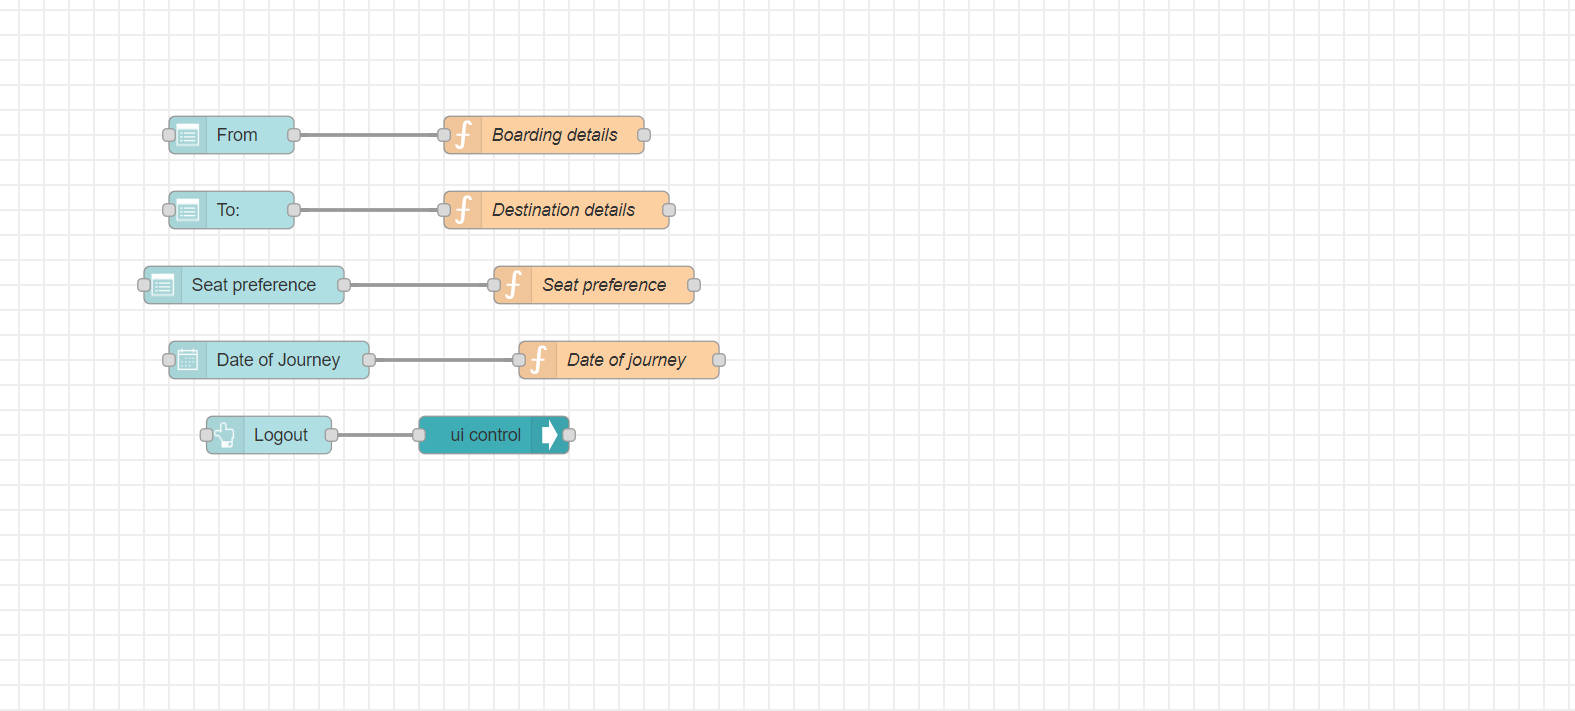 From
Boarding details
To:
Destination details
Seat preference
Seat preference
Date of Journey
Date of journey
Logout
ui control